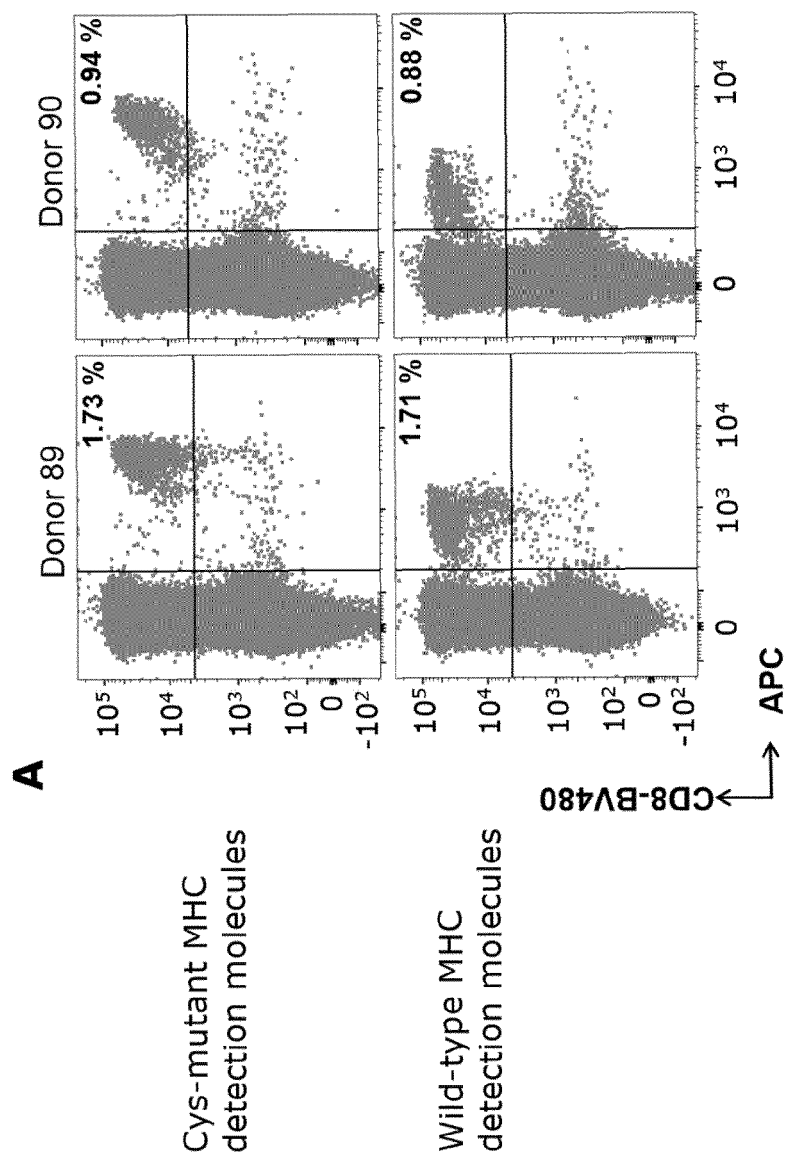 A
Donor 89
Donor 90
Cys-mutant MHC
detection molecules
1.73 %
0.94 %
10⁵
10⁴
10³
10²
0
-10²
Wild-type MHC
detection molecules
1.71 %
0.88 %
10⁵
10⁴
10³
10²
0
-10²
0
10³
10⁴
0
10³
10⁴
CD8-BV480
APC